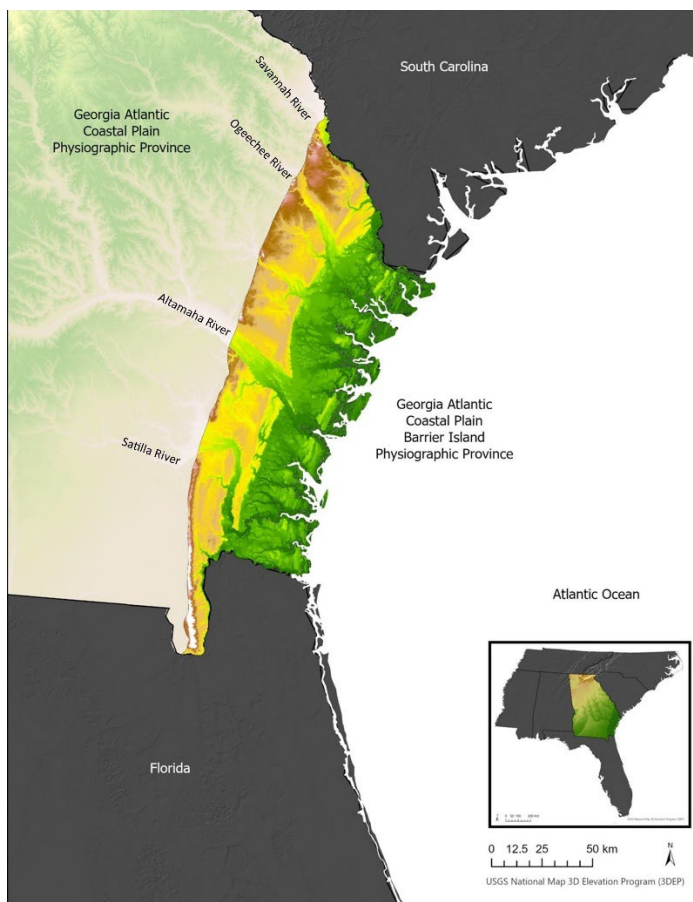 South Carolina
Savannah River
Georgia Atlantic
Coastal Plain
Physiographic Province
Ogeechee River
Altamaha River
Georgia Atlantic
Coastal Plain
Barrier Island
Physiographic Province
Satilla River
Atlantic Ocean
Florida
N
0 12.5 25 50 km
USGS National Map 3D Elevation Program (3DEP)